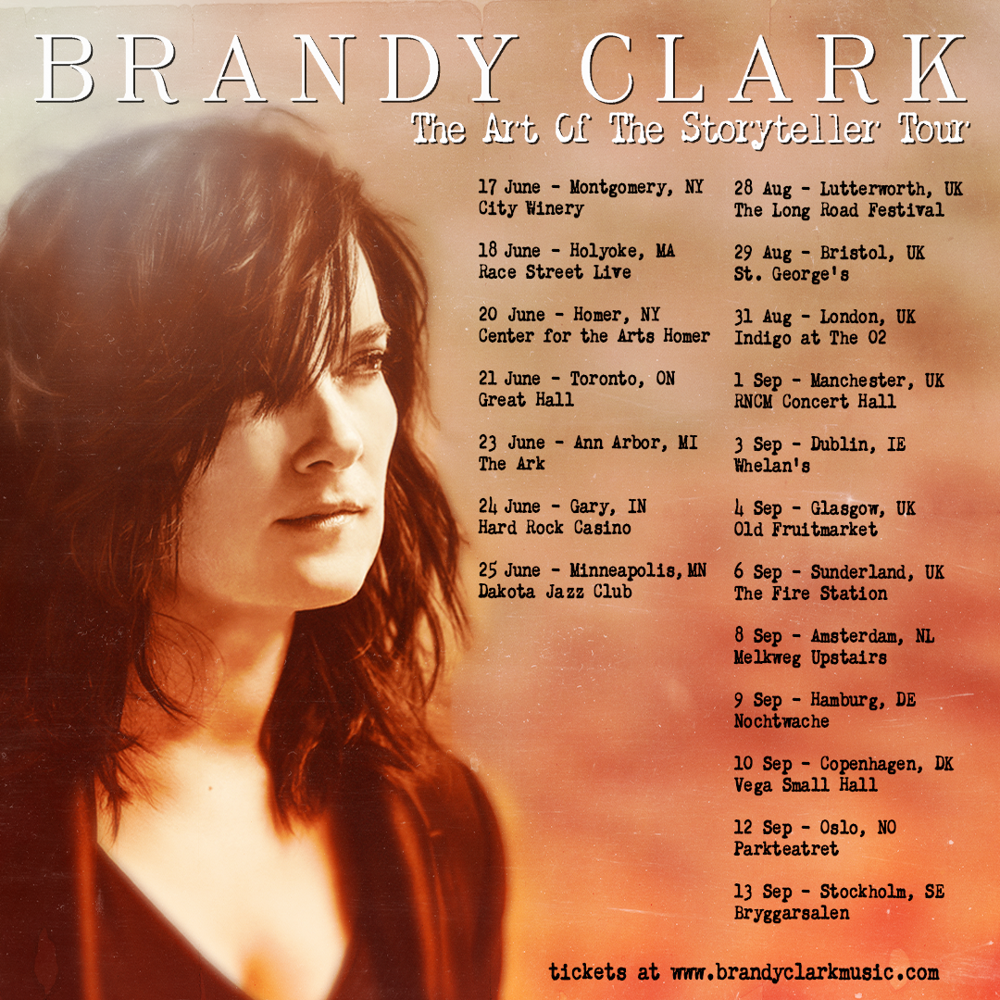 BRANDY CLARK
The Art Of The Storyteller Tour
17 June - Montgomery, NY
City Winery
18 June - Holyoke, MA
Race Street Live
20 June - Homer, NY
Center for the Arts Homer
21 June - Toronto, ON
Great Hall
23 June - Ann Arbor, MI
The Ark
24 June - Gary, IN
Hard Rock Casino
25 June - Minneapolis, MN
Dakota Jazz Club
28 Aug - Lutterworth, UK
The Long Road Festival
29 Aug - Bristol, UK
St. George's
31 Aug - London, UK
Indigo at The O2
1 Sep - Manchester, UK
RNCM Concert Hall
3 Sep - Dublin, IE
Whelan's
4 Sep - Glasgow, UK
Old Fruitmarket
6 Sep - Sunderland, UK
The Fire Station
8 Sep - Amsterdam, NL
Melkweg Upstairs
9 Sep - Hamburg, DE
Nochtwache
10 Sep - Copenhagen, DK
Vega Small Hall
12 Sep - Oslo, NO
Parkteatret
13 Sep - Stockholm, SE
Bryggarsalen
tickets at www.brandyclarkmusic.com